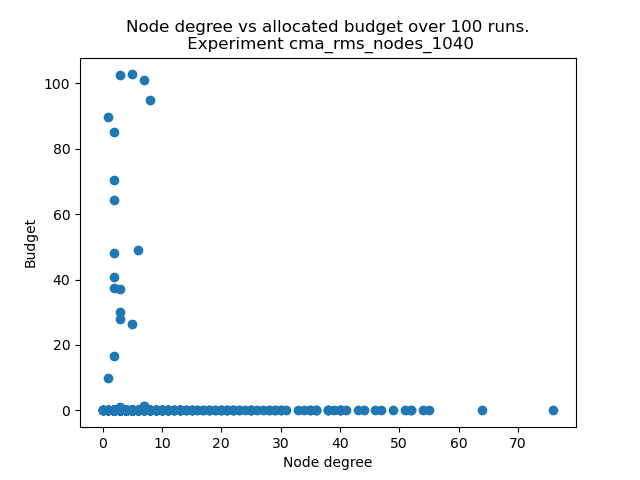 Node degree vs allocated budget over 100 runs.
Experiment cma_rms_nodes_1040
100
80
60
40
20
0
Budget
0 10 20 30 40 50 60 70
Node degree